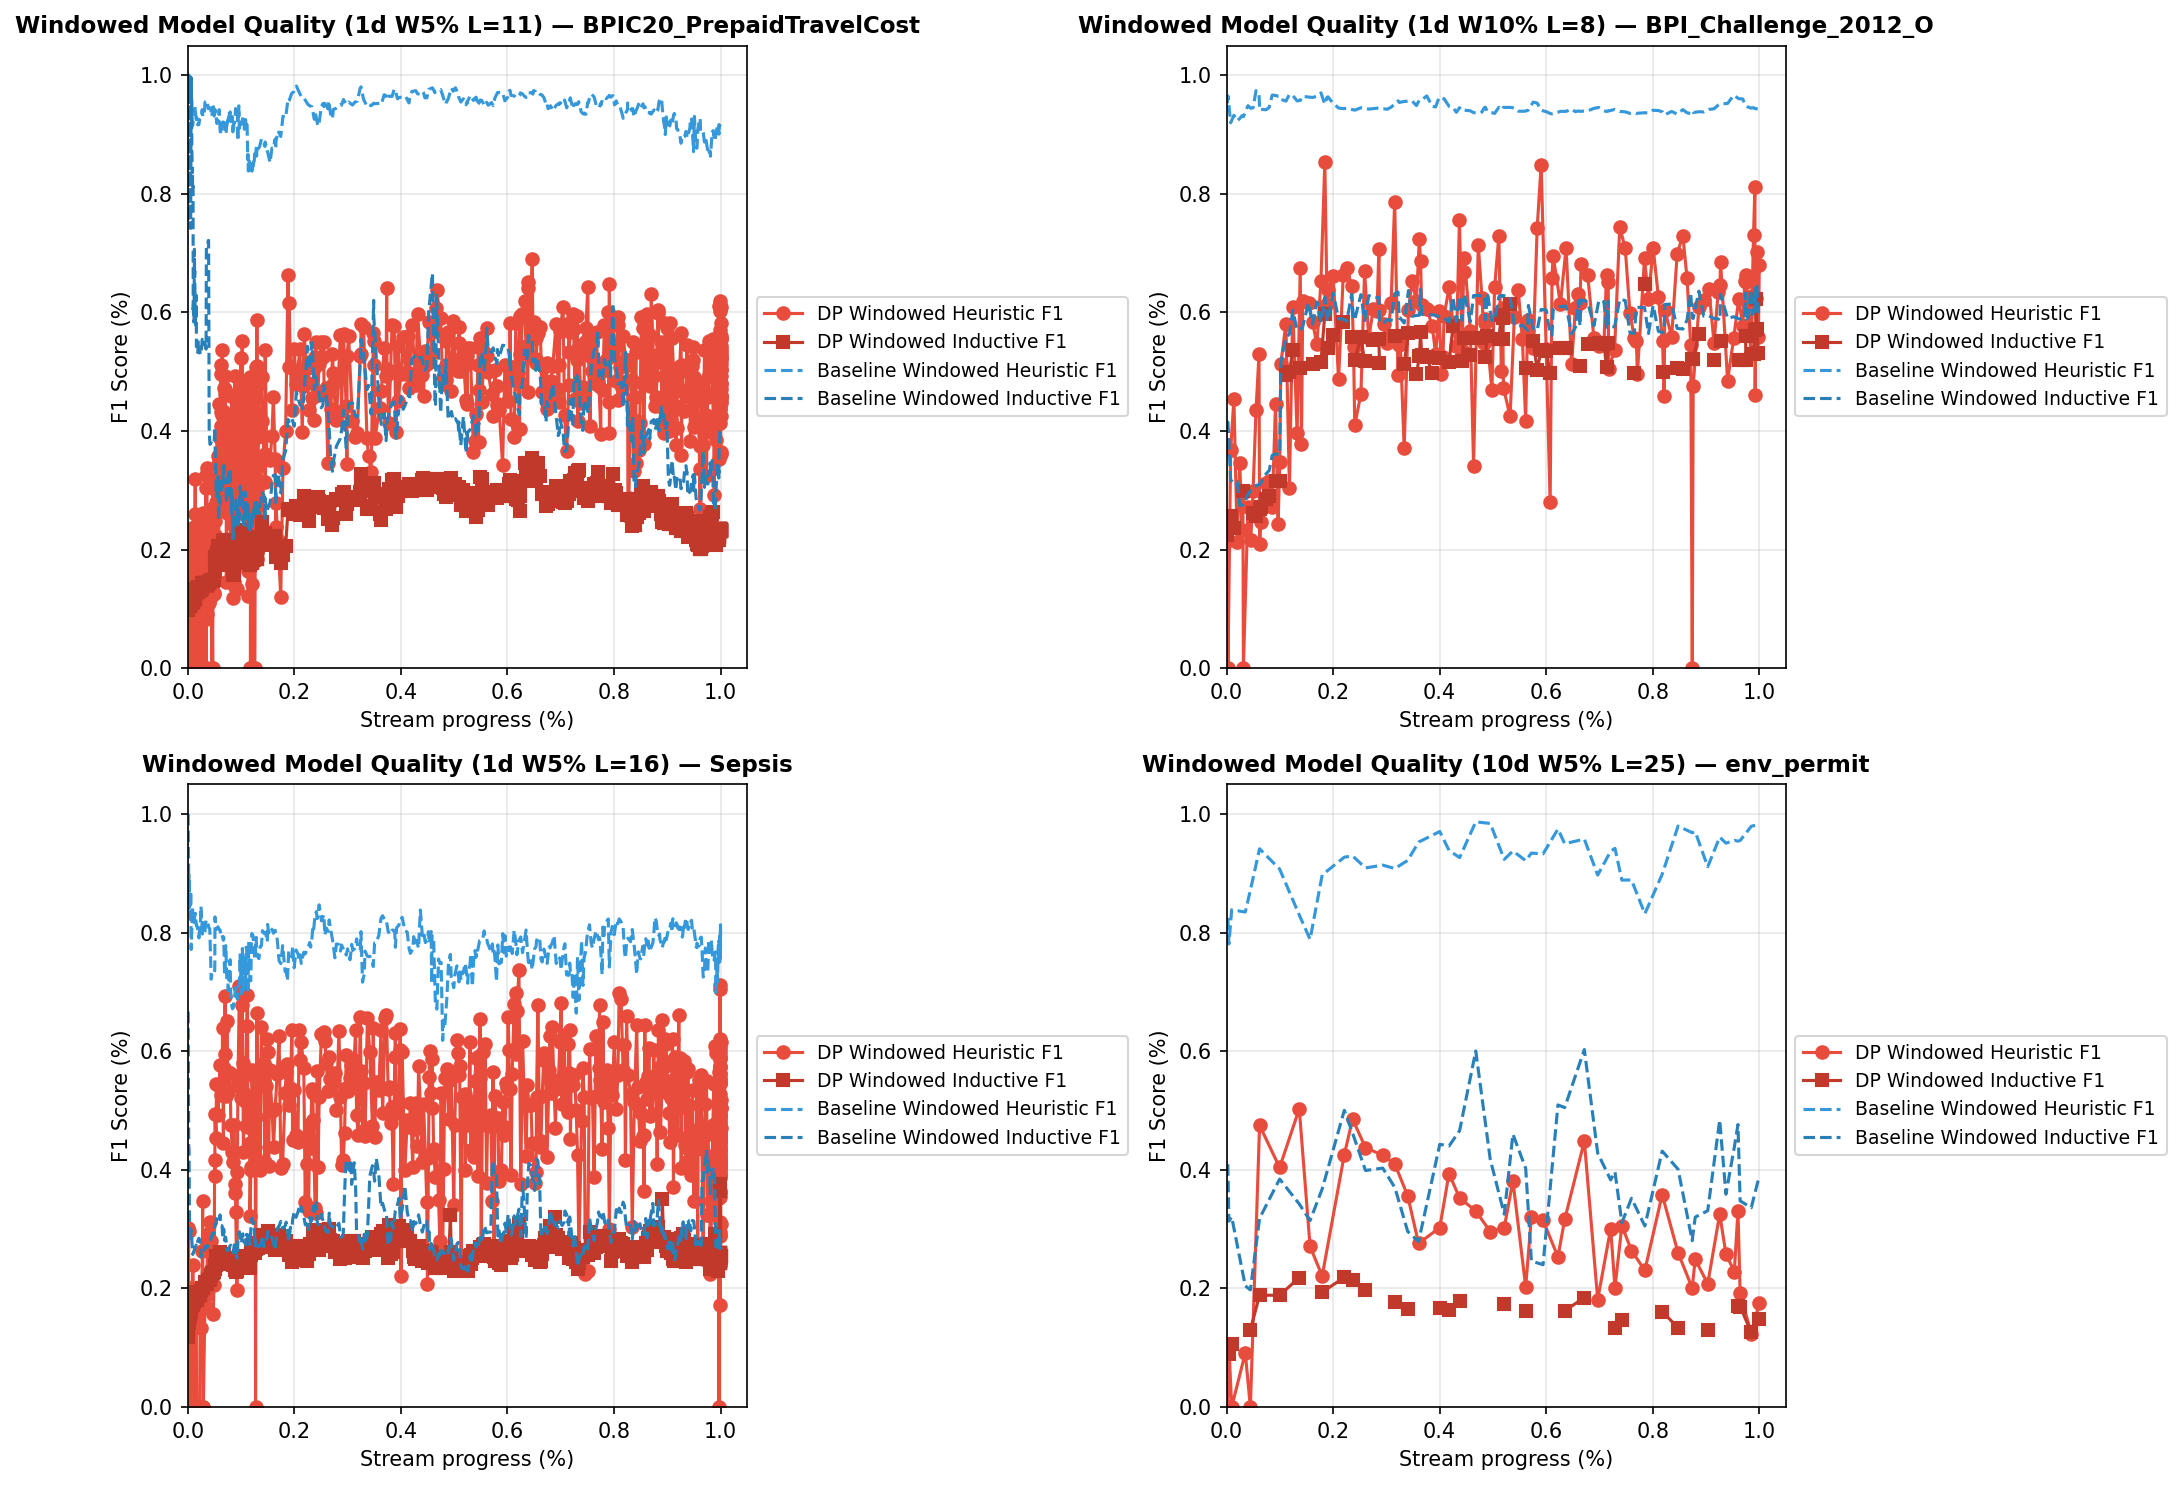 Windowed Model Quality (1d W5% L=11) — BPIC20_PrepaidTravelCost
1.0
0.8
0.6
0.4
0.2
0.0
F1 Score (%)
0.0 0.2 0.4 0.6 0.8 1.0
Stream progress (%)
DP Windowed Heuristic F1
DP Windowed Inductive F1
Baseline Windowed Heuristic F1
Baseline Windowed Inductive F1
Windowed Model Quality (1d W10% L=8) — BPI_Challenge_2012_O
1.0
0.8
0.6
0.4
0.2
0.0
F1 Score (%)
0.0 0.2 0.4 0.6 0.8 1.0
Stream progress (%)
DP Windowed Heuristic F1
DP Windowed Inductive F1
Baseline Windowed Heuristic F1
Baseline Windowed Inductive F1
Windowed Model Quality (1d W5% L=16) — Sepsis
1.0
0.8
0.6
0.4
0.2
0.0
F1 Score (%)
0.0 0.2 0.4 0.6 0.8 1.0
Stream progress (%)
DP Windowed Heuristic F1
DP Windowed Inductive F1
Baseline Windowed Heuristic F1
Baseline Windowed Inductive F1
Windowed Model Quality (10d W5% L=25) — env_permit
1.0
0.8
0.6
0.4
0.2
0.0
F1 Score (%)
0.0 0.2 0.4 0.6 0.8 1.0
Stream progress (%)
DP Windowed Heuristic F1
DP Windowed Inductive F1
Baseline Windowed Heuristic F1
Baseline Windowed Inductive F1